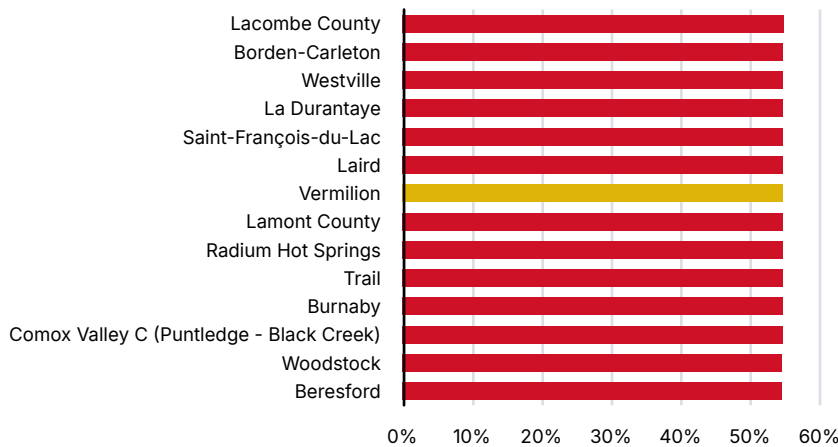 Lacombe County
Borden-Carleton
Westville
La Durantaye
Saint-François-du-Lac
Laird
Vermilion
Lamont County
Radium Hot Springs
Trail
Burnaby
Comox Valley C (Puntledge - Black Creek)
Woodstock
Beresford
0% 10% 20% 30% 40% 50% 60%